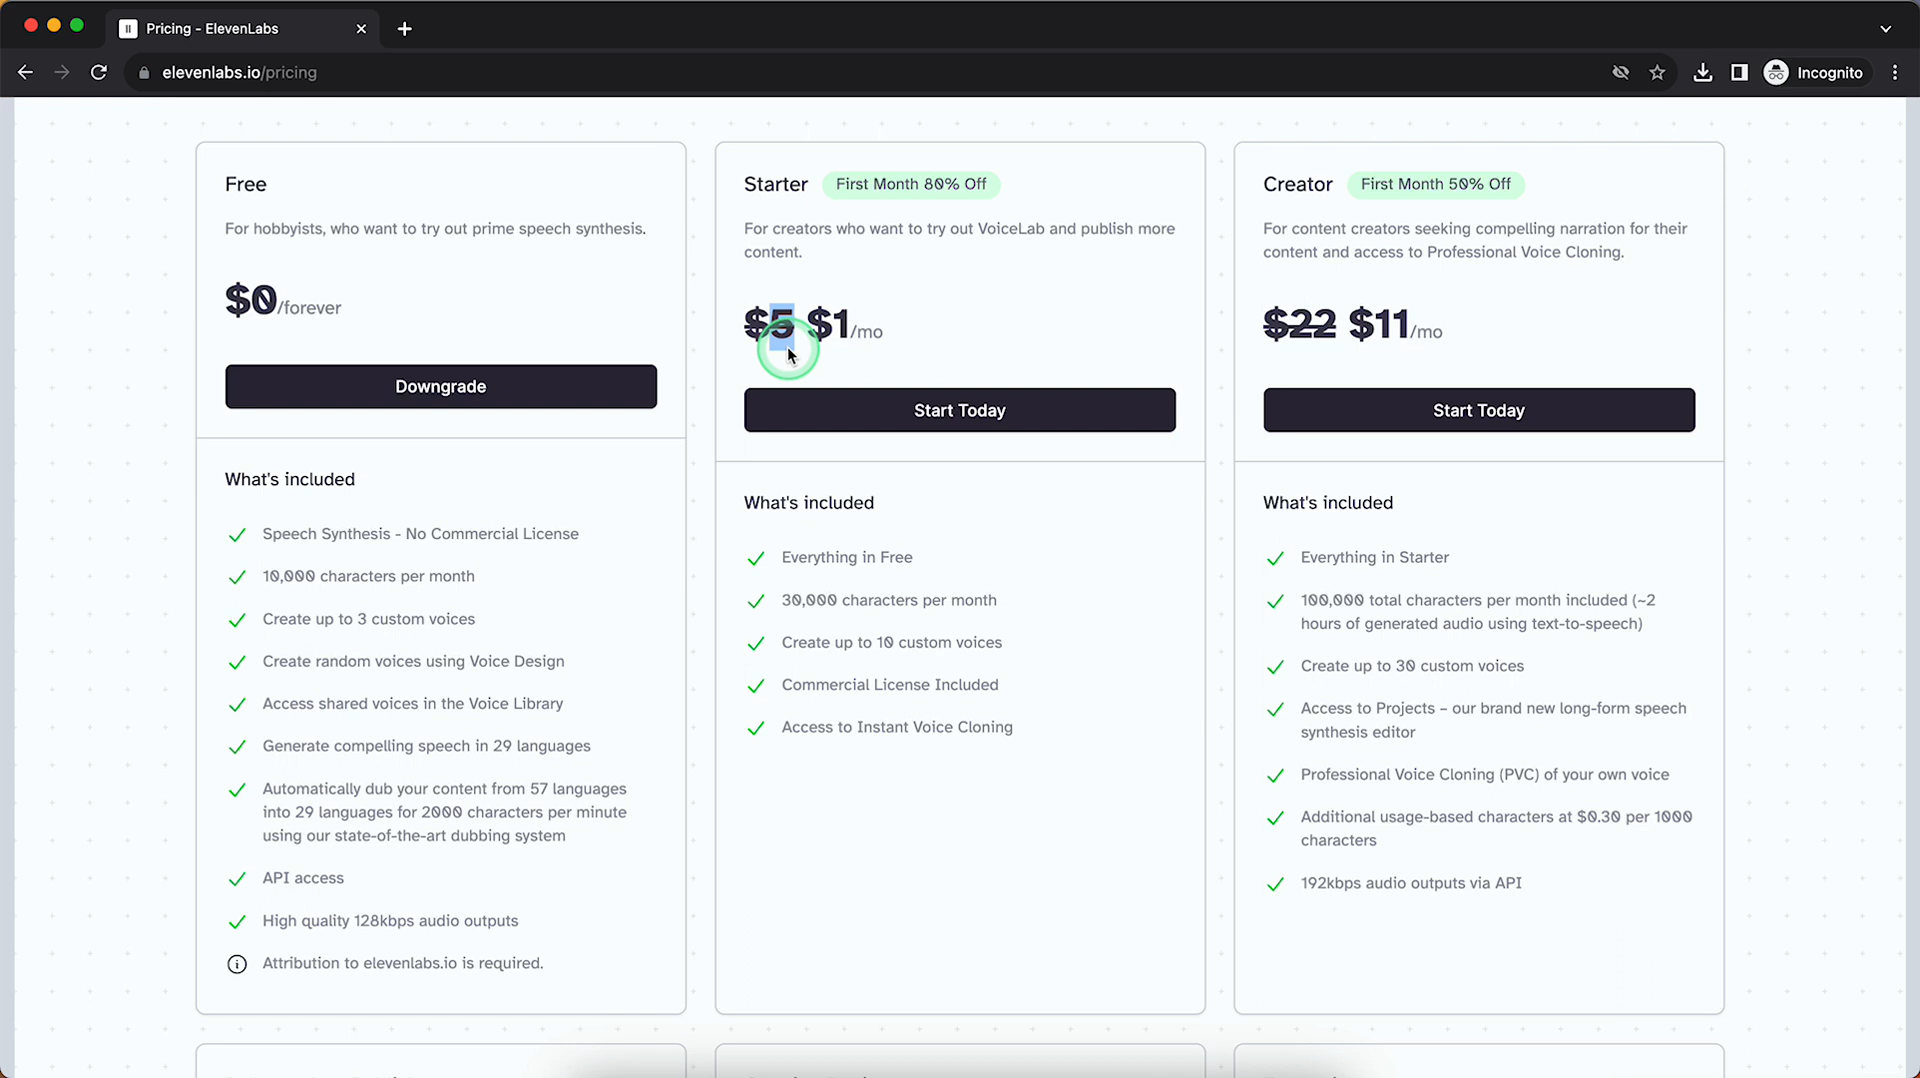 Pricing - ElevenLabs
elevenlabs.io/pricing
Incognito
Free
For hobbyists, who want to try out prime speech synthesis.
$0/forever
Downgrade
What's included
Speech Synthesis - No Commercial License
10,000 characters per month
Create up to 3 custom voices
Create random voices using Voice Design
Access shared voices in the Voice Library
Generate compelling speech in 29 languages
Automatically dub your content from 57 languages
into 29 languages for 2000 characters per minute
using our state-of-the-art dubbing system
API access
High quality 128kbps audio outputs
Attribution to elevenlabs.io is required.
Starter First Month 80% Off
For creators who want to try out VoiceLab and publish more
content.
$5 $1/mo
Start Today
What's included
Everything in Free
30,000 characters per month
Create up to 10 custom voices
Commercial License Included
Access to Instant Voice Cloning
Creator First Month 50% Off
For content creators seeking compelling narration for their
content and access to Professional Voice Cloning.
$22 $11/mo
Start Today
What's included
Everything in Starter
100,000 total characters per month included (~2
hours of generated audio using text-to-speech)
Create up to 30 custom voices
Access to Projects – our brand new long-form speech
synthesis editor
Professional Voice Cloning (PVC) of your own voice
Additional usage-based characters at $0.30 per 1000
characters
192kbps audio outputs via API